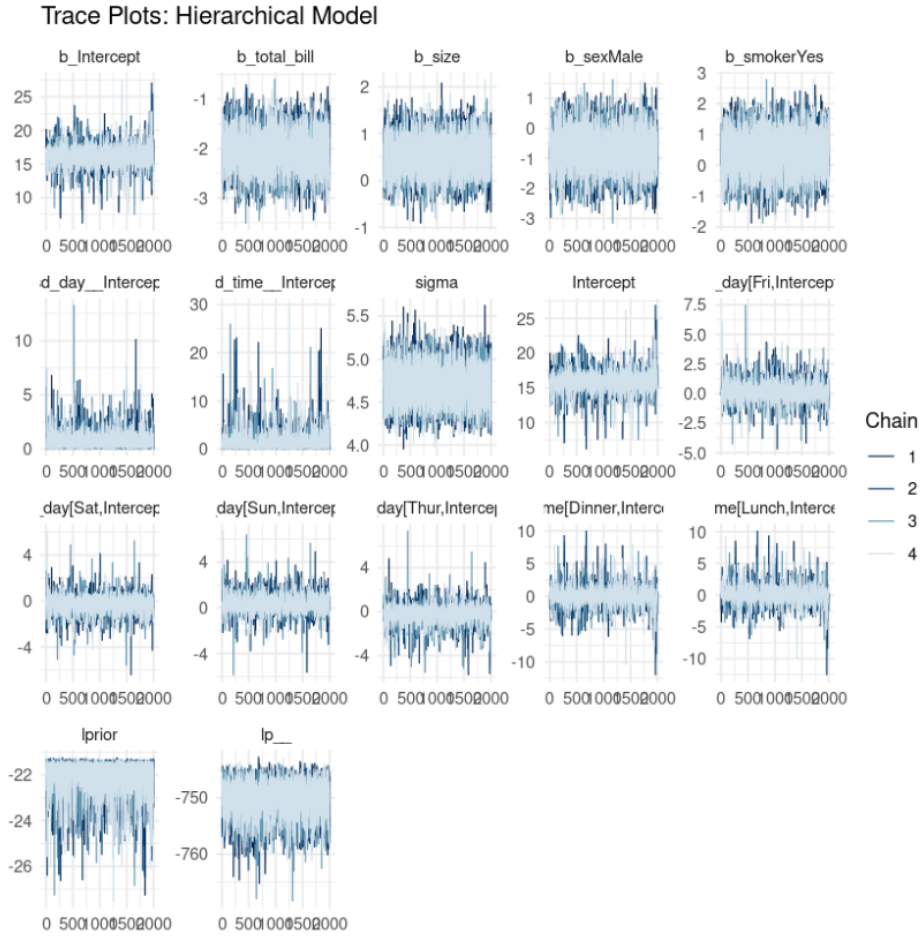 Trace Plots: Hierarchical Model
b_Intercept b_total_bill b_size b_sexMale b_smokerYes
25 20 15 10
-1 -2 -3
2 1 0 -1
1 0 -1 -2 -3
3 2 1 0 -1 -2
0 500 1000 1500 2000 0 500 1000 1500 2000 0 500 1000 1500 2000 0 500 1000 1500 2000 0 500 1000 1500 2000
sd_day__Intercep d_time__Intercep sigma Intercept _day[Fri,Intercept
10 5 0
30 20 10 0
5.5 5.0 4.5 4.0
25 20 15 10
7.5 5.0 2.5 0.0 -2.5 -5.0
0 500 1000 1500 2000 0 500 1000 1500 2000 0 500 1000 1500 2000 0 500 1000 1500 2000 0 500 1000 1500 2000
Chain
1
2
3
4
_day[Sat,Intercep _day[Sun,Intercep day[Thur,Intercep me[Dinner,Interce me[Lunch,Interce
4 0 -4
4 0 -4
4 0 -4
10 5 0 -5 -10
10 5 0 -5 -10
0 500 1000 1500 2000 0 500 1000 1500 2000 0 500 1000 1500 2000 0 500 1000 1500 2000 0 500 1000 1500 2000
lprior lp__
-22 -24 -26
-750 -760
0 500 1000 1500 2000 0 500 1000 1500 2000